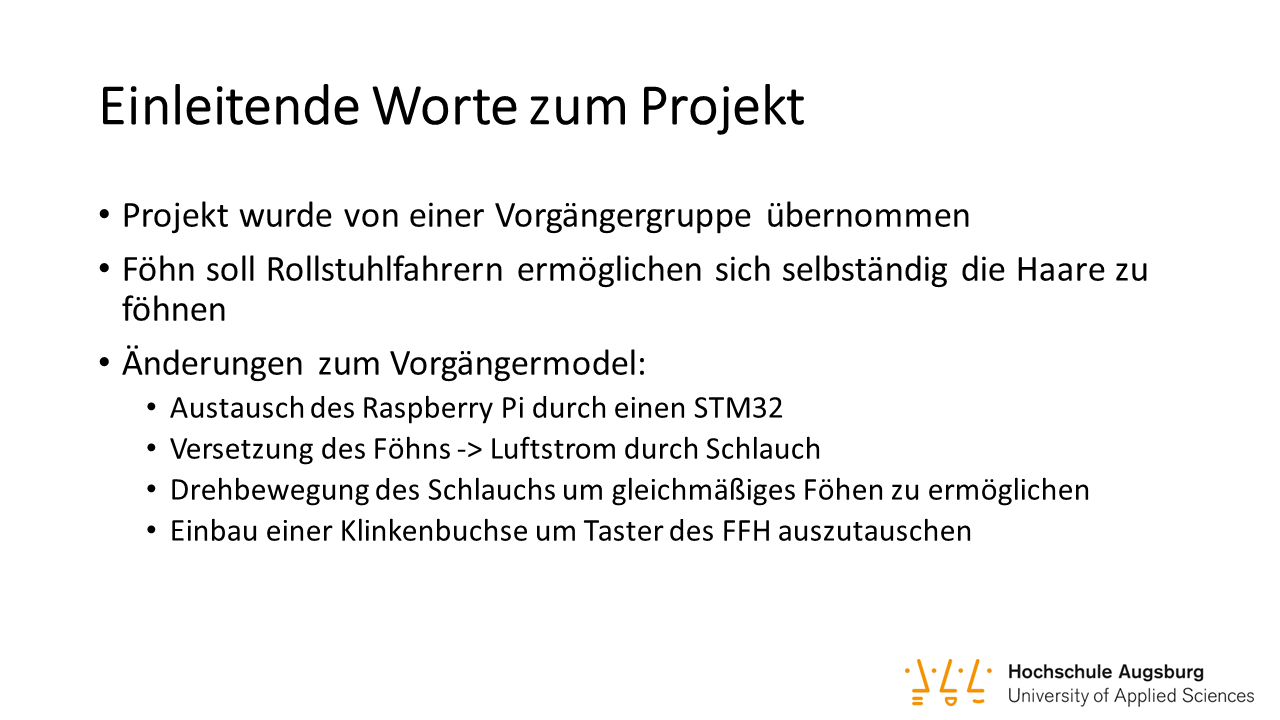 Einleitende Worte zum Projekt
• Projekt wurde von einer Vorgängergruppe übernommen
• Föhn soll Rollstuhlfahrern ermöglichen sich selbständig die Haare zu
föhnen
• Änderungen zum Vorgängermodel:
• Austausch des Raspberry Pi durch einen STM32
• Versetzung des Föhns -> Luftstrom durch Schlauch
• Drehbewegung des Schlauchs um gleichmäßiges Föhen zu ermöglichen
• Einbau einer Klinkenbuchse um Taster des FFH auszutauschen
Hochschule Augsburg
University of Applied Sciences